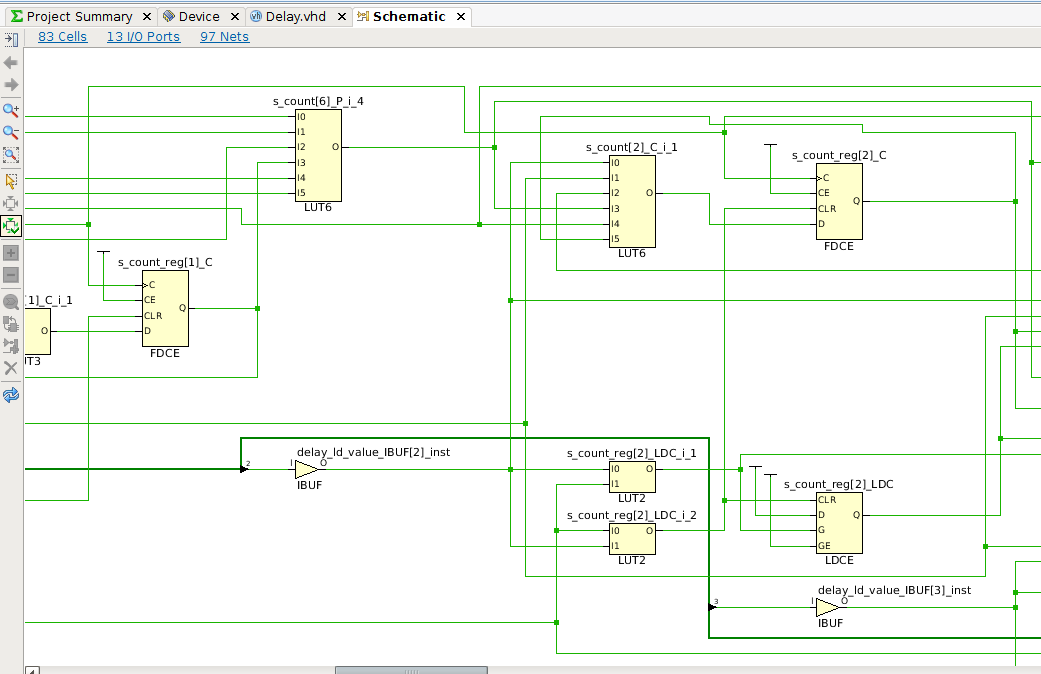 Project Summary × Device × Delay.vhd × Schematic ×
83 Cells 13 I/O Ports 97 Nets
s_count[6]_P_i_4
I0
I1
I2 O
I3
I4
I5
LUT6
s_count[2]_C_i_1
I0
I1
I2 O
I3
I4
I5
LUT6
s_count_reg[2]_C
C
CE
CLR Q
D
FDCE
s_count_reg[1]_C
C
CE
CLR Q
D
FDCE
[1]_C_i_1
O
T3
2
delay_ld_value_IBUF[2]_inst
I O
IBUF
s_count_reg[2]_LDC_i_1
I0 O
I1
LUT2
s_count_reg[2]_LDC_i_2
I0 O
I1
LUT2
s_count_reg[2]_LDC
CLR
D Q
G
GE
LDCE
3
delay_ld_value_IBUF[3]_inst
I O
IBUF